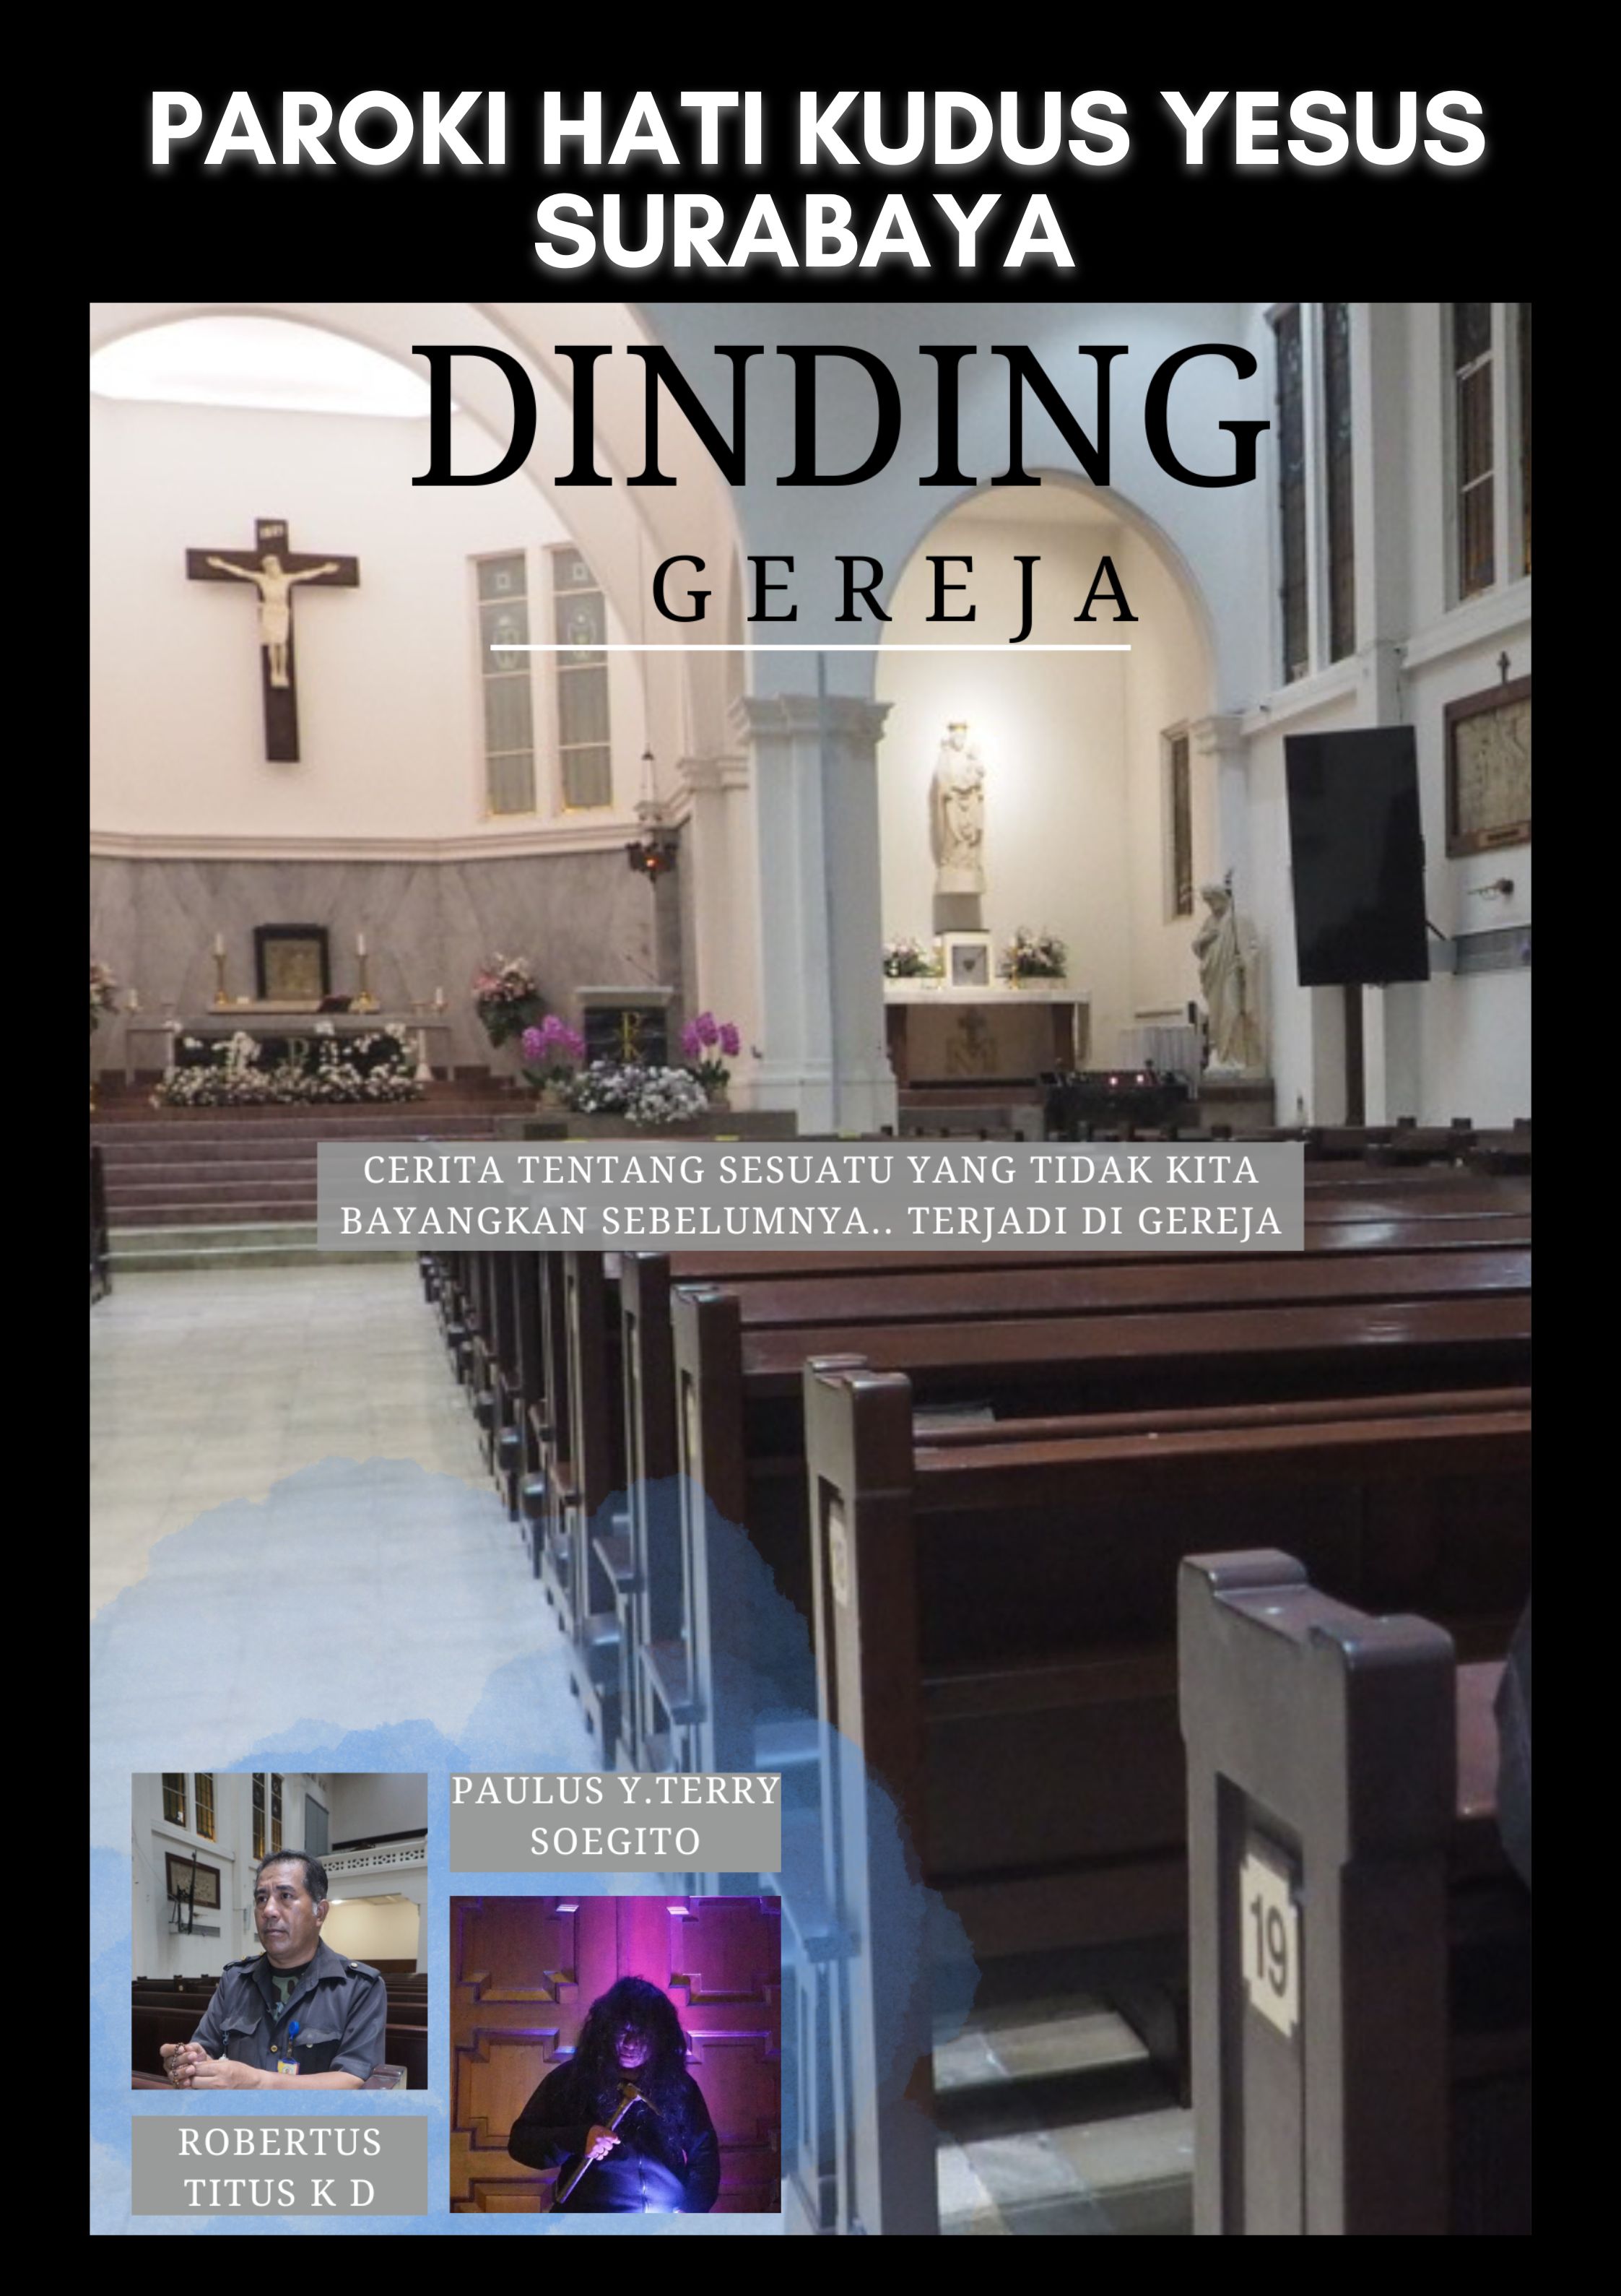 PAROKI HATI KUDUS YESUS
SURABAYA
DINDING
GEREJA
CERITA TENTANG SESUATU YANG TIDAK KITA
BAYANGKAN SEBELUMNYA.. TERJADI DI GEREJA
PAULUS Y.TERRY
SOEGITO
ROBERTUS
TITUS K D
19